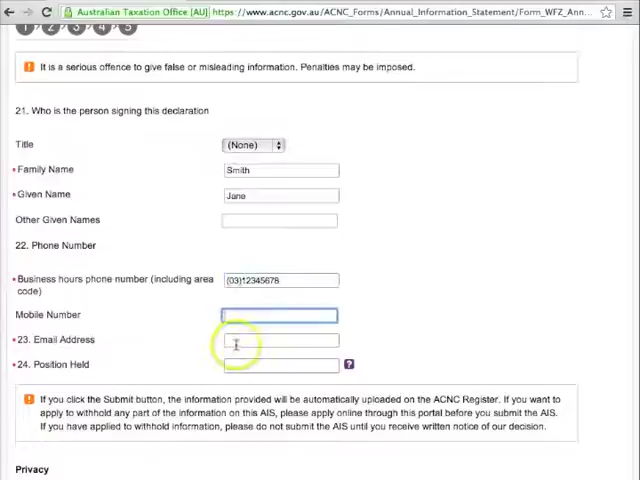 Australian Taxation Office [AU] https://www.acnc.gov.au/ACNC_Forms/Annual_Information_Statement/Form_WFZ_Ann...
1 2 3 4 5
It is a serious offence to give false or misleading information. Penalties may be imposed.
21. Who is the person signing this declaration
Title (None)
• Family Name Smith
• Given Name Jane
Other Given Names
22. Phone Number
• Business hours phone number (including area code) (03)12345678
Mobile Number
• 23. Email Address
• 24. Position Held ?
If you click the Submit button, the information provided will be automatically uploaded on the ACNC Register. If you want
to apply to withhold any part of the information on this AIS, please apply online through this portal before you submit the AIS.
If you have applied to withhold information, please do not submit the AIS until you receive written notice of our decision.
Privacy